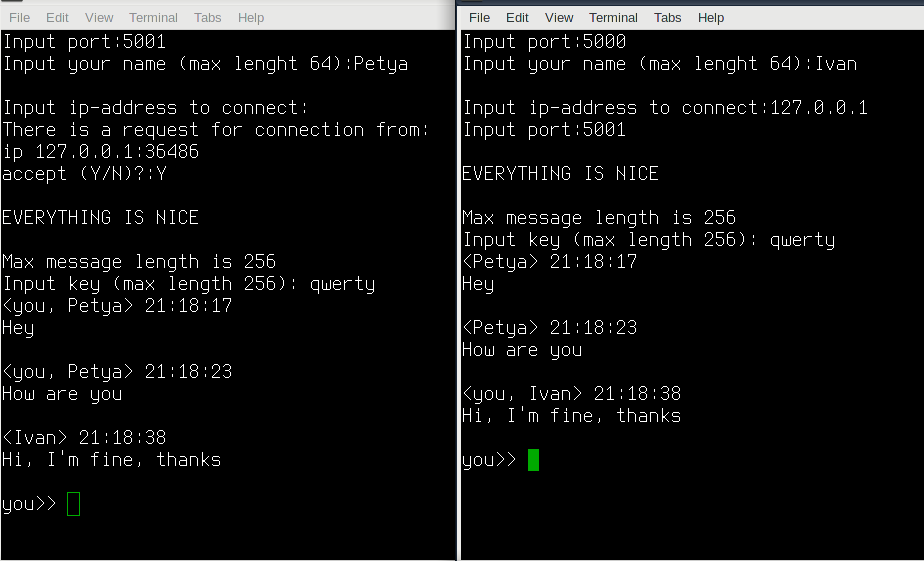 File Edit View Terminal Tabs Help
Input port:5001
Input your name (max lenght 64):Petya
Input ip-address to connect:
There is a request for connection from:
ip 127.0.0.1:36486
accept (Y/N)?:Y
EVERYTHING IS NICE
Max message length is 256
Input key (max length 256): qwerty
<you, Petya> 21:18:17
Hey
<you, Petya> 21:18:23
How are you
<Ivan> 21:18:38
Hi, I'm fine, thanks
you>>
File Edit View Terminal Tabs Help
Input port:5000
Input your name (max lenght 64):Ivan
Input ip-address to connect:127.0.0.1
Input port:5001
EVERYTHING IS NICE
Max message length is 256
Input key (max length 256): qwerty
<Petya> 21:18:17
Hey
<Petya> 21:18:23
How are you
<you, Ivan> 21:18:38
Hi, I'm fine, thanks
you>>